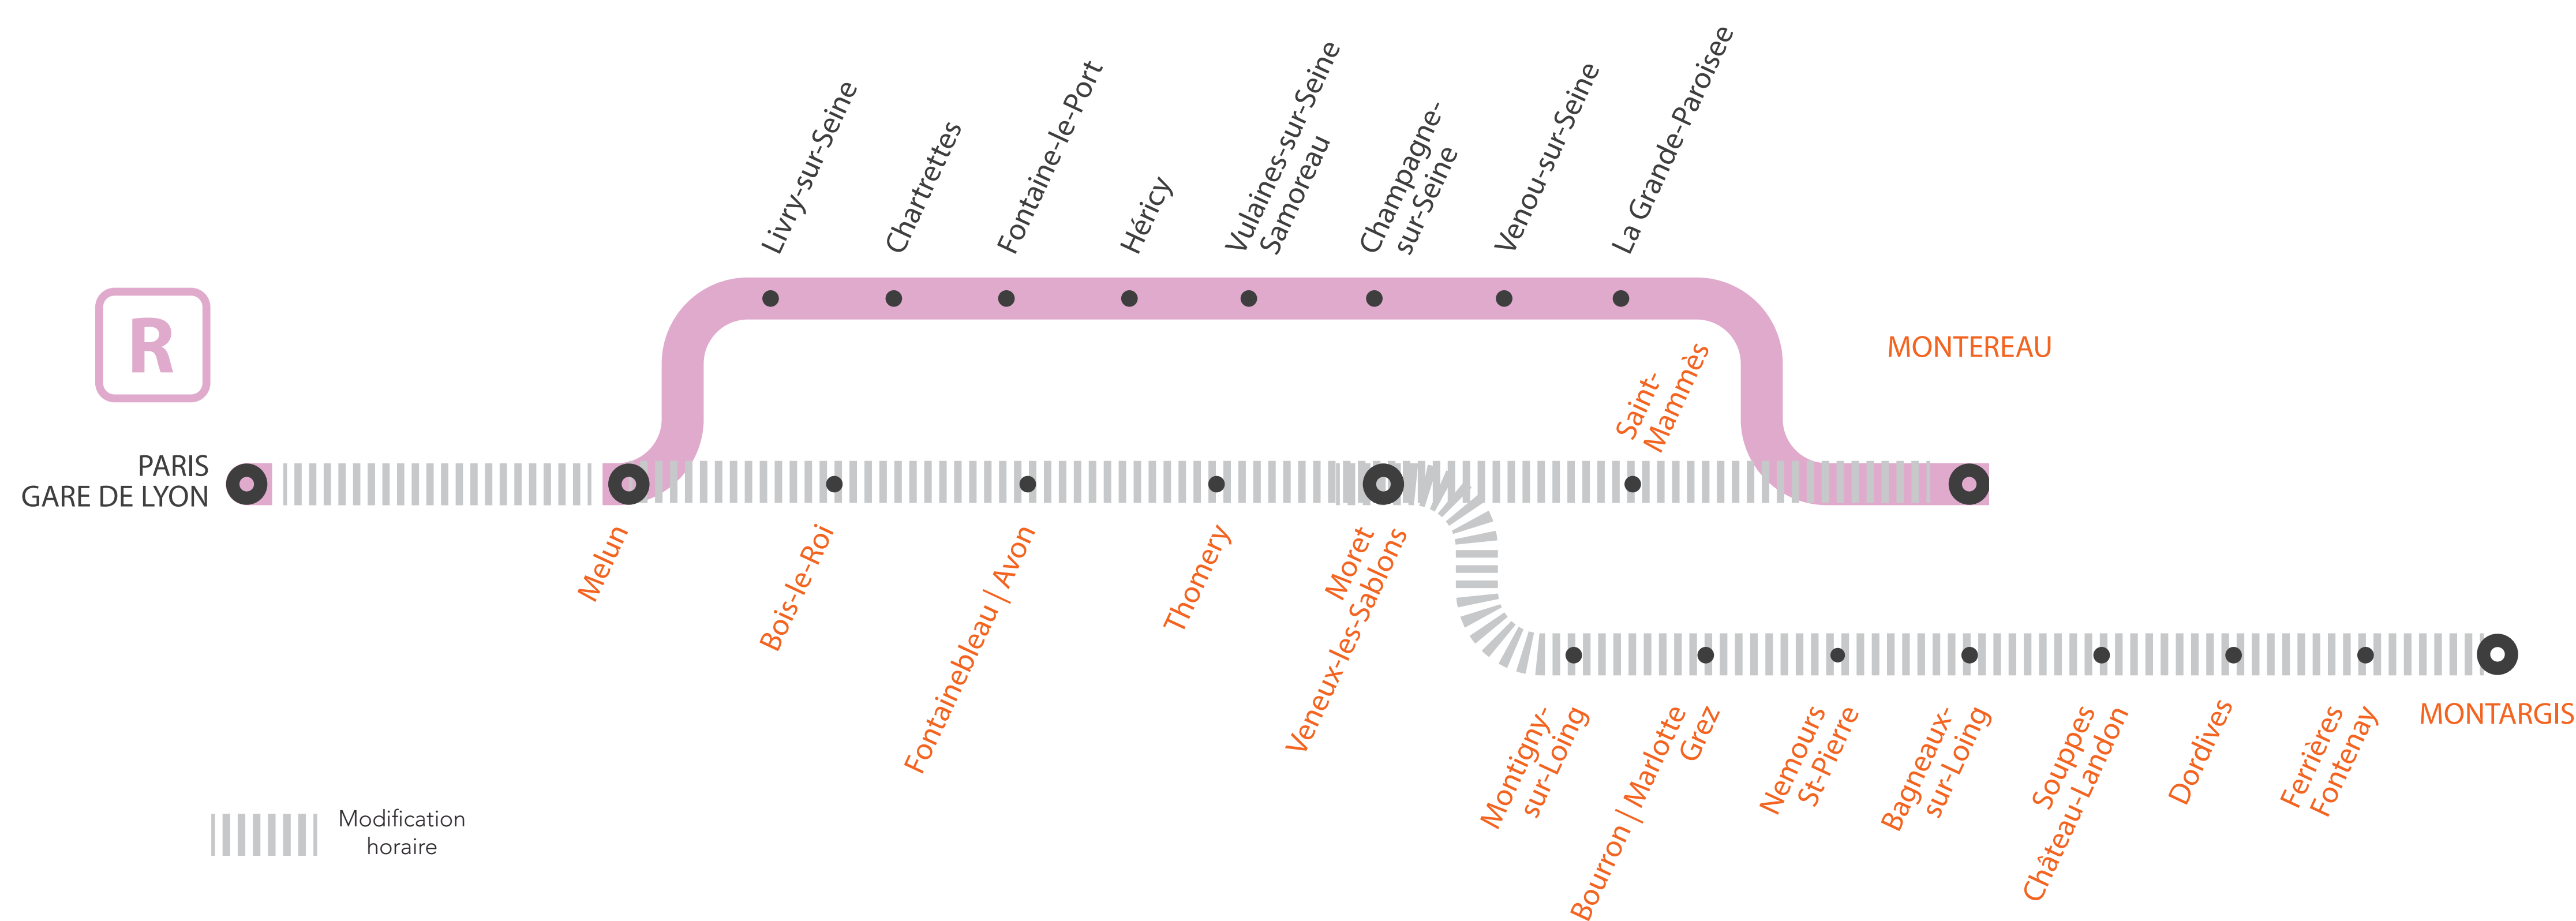 Livry-sur-Seine
Chartrettes
Fontaine-le-Port
Héricy
Vulaines-sur-Seine
Samoreau
Champagne-
sur-Seine
Venou-sur-Seine
La Grande-Paroisee
R
MONTEREAU
Saint-
Mammès
PARIS
GARE DE LYON
Melun
Bois-le-Roi
Fontainebleau | Avon
Thomery
Moret
Veneux-les-Sablons
Montigny-
sur-Loing
Bourron | Marlotte
Grez
Nemours
St-Pierre
Bagneaux-
sur-Loing
Souppes
Château-Landon
Dordives
Ferrières
Fontenay
MONTARGIS
Modification
horaire